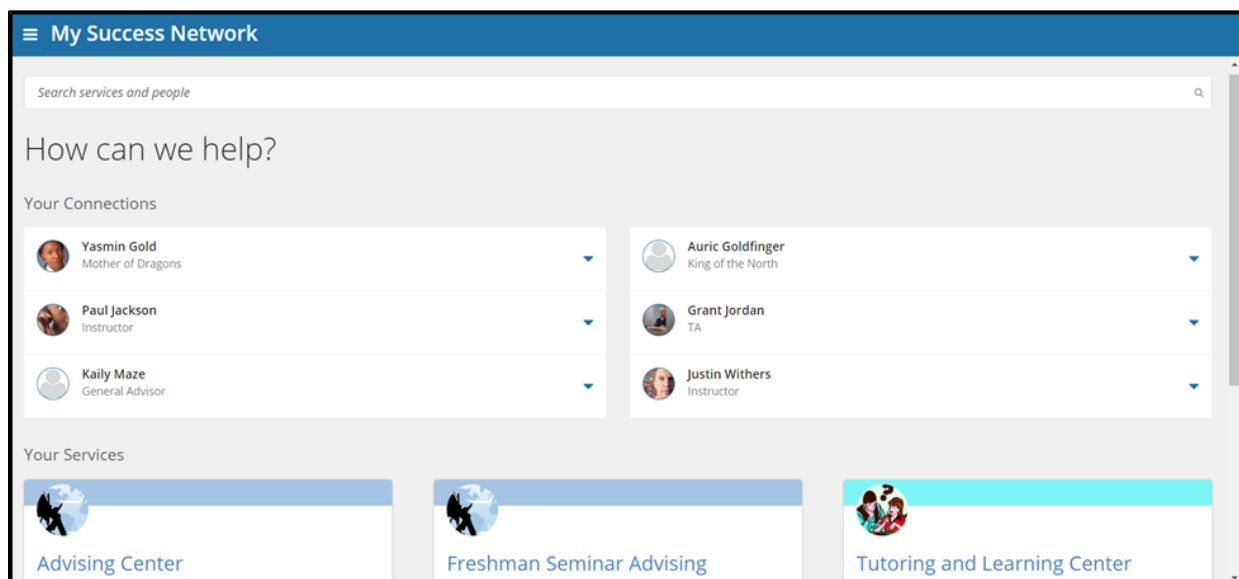 My Success Network
Search services and people
How can we help?
Your Connections
Yasmin Gold
Mother of Dragons
Auric Goldfinger
King of the North
Paul Jackson
Instructor
Grant Jordan
TA
Kaily Maze
General Advisor
Justin Withers
Instructor
Your Services
?
Advising Center
Freshman Seminar Advising
Tutoring and Learning Center